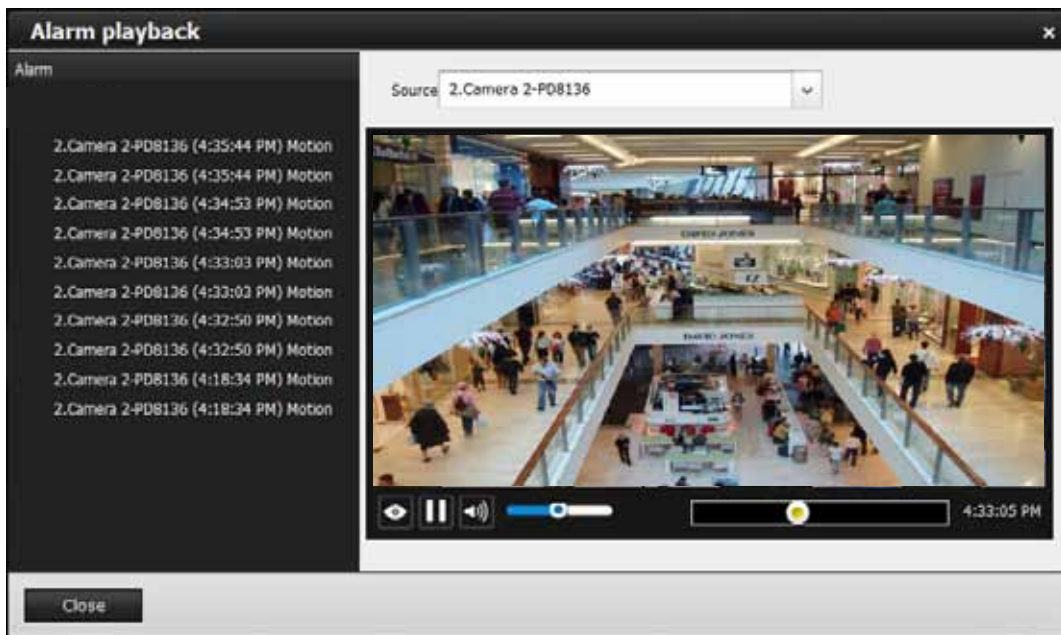 Alarm playback
×
Alarm
Source 2.Camera 2-PD8136
2.Camera 2-PD8136 (4:35:44 PM) Motion
2.Camera 2-PD8136 (4:35:44 PM) Motion
2.Camera 2-PD8136 (4:34:53 PM) Motion
2.Camera 2-PD8136 (4:34:53 PM) Motion
2.Camera 2-PD8136 (4:33:03 PM) Motion
2.Camera 2-PD8136 (4:33:03 PM) Motion
2.Camera 2-PD8136 (4:32:50 PM) Motion
2.Camera 2-PD8136 (4:32:50 PM) Motion
2.Camera 2-PD8136 (4:18:34 PM) Motion
2.Camera 2-PD8136 (4:18:34 PM) Motion
DAVID JONES
DAVID JONES
4:33:05 PM
Close